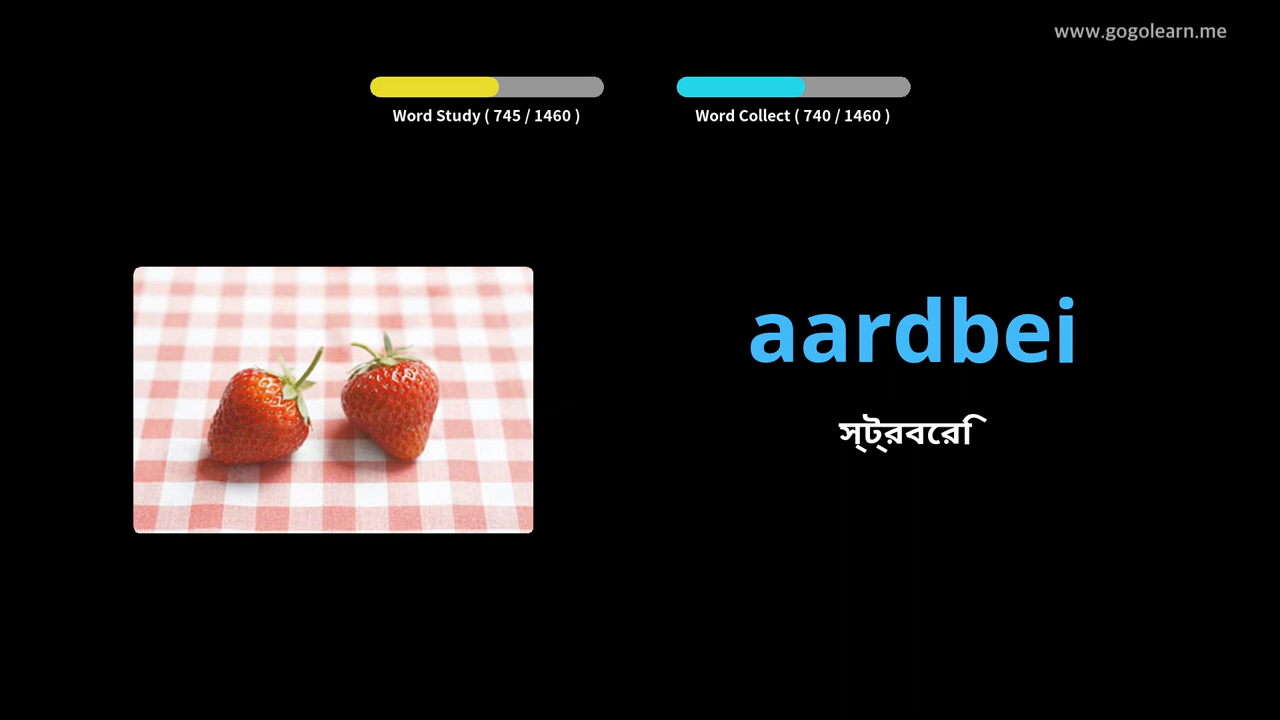 www.gogolearn.me
Word Study ( 745 / 1460 )
Word Collect ( 740 / 1460 )
aardbei
স্ট্রবেরি